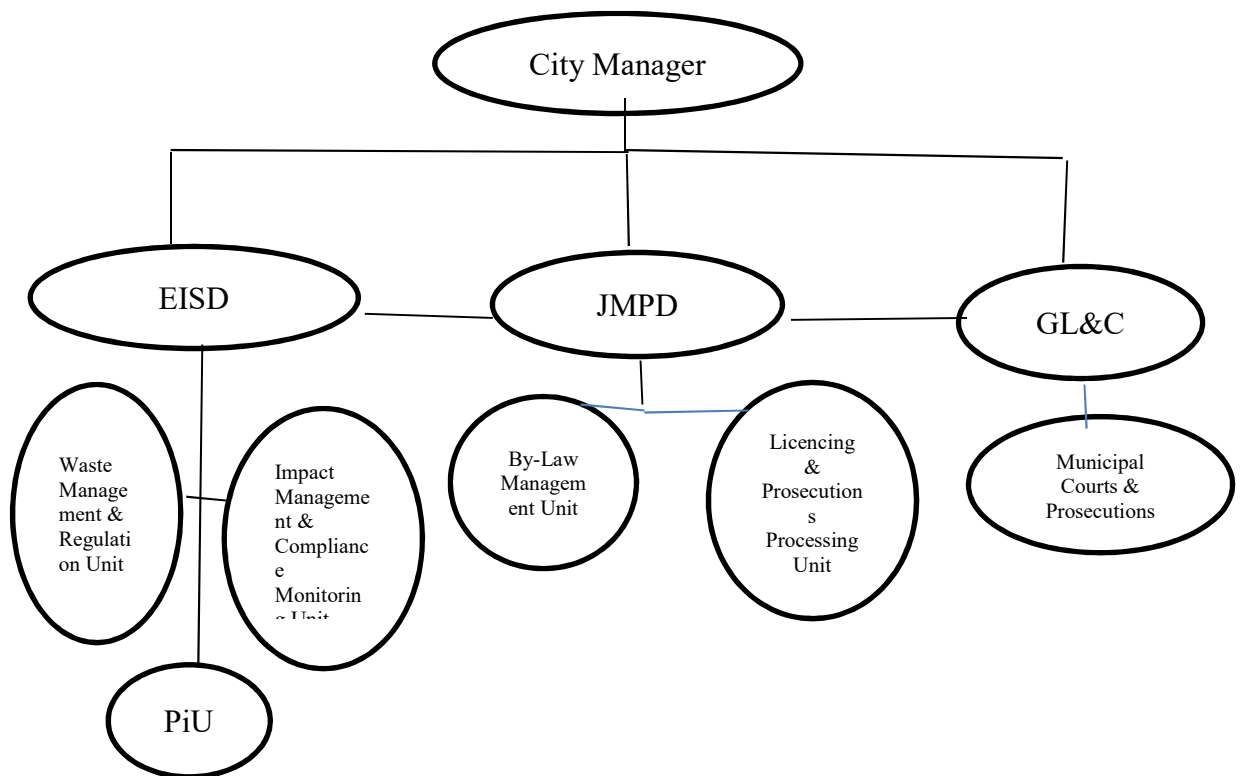 City Manager
EISD
JMPD
GL&C
Waste
Manage
ment &
Regulati
on Unit
Impact
Manageme
nt &
Complianc
e
Monitorin
g Unit
By-Law
Managem
ent Unit
Licencing
&
Prosecution
s
Processing
Unit
Municipal
Courts &
Prosecutions
PiU